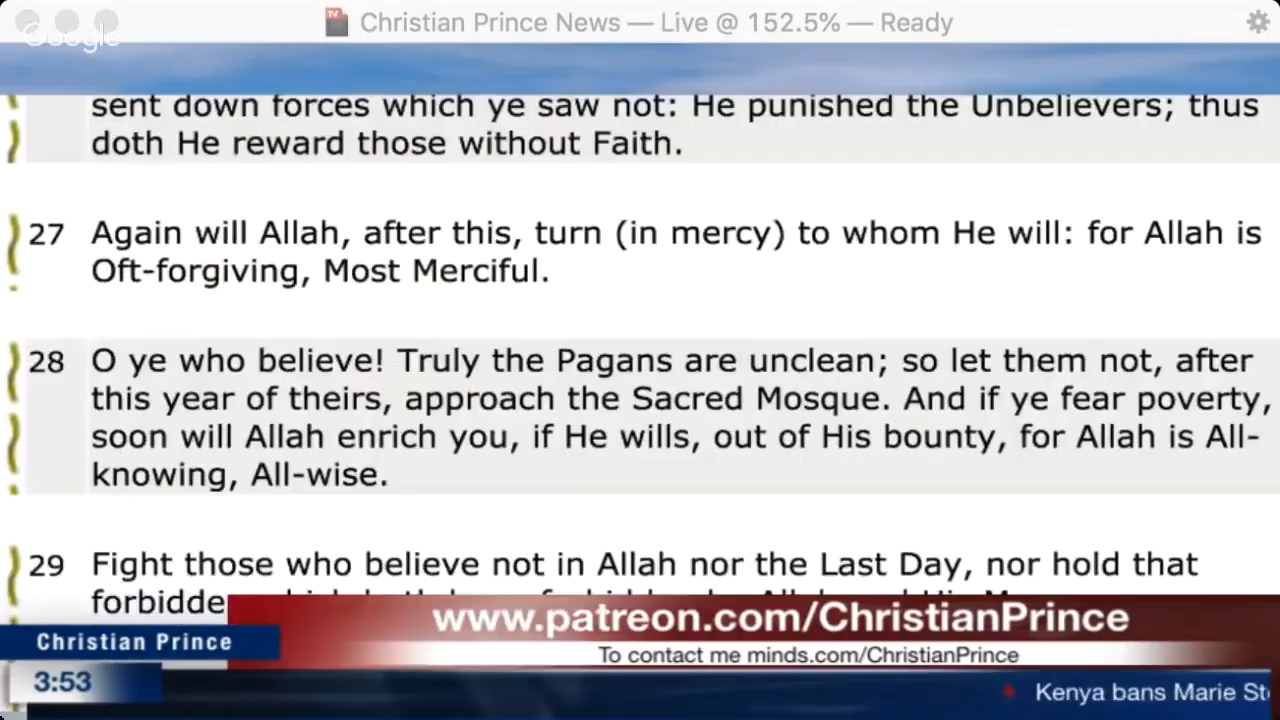 Christian Prince News — Live @ 152.5% — Ready
Google
sent down forces which ye saw not: He punished the Unbelievers; thus
doth He reward those without Faith.
27 Again will Allah, after this, turn (in mercy) to whom He will: for Allah is
Oft-forgiving, Most Merciful.
28 O ye who believe! Truly the Pagans are unclean; so let them not, after
this year of theirs, approach the Sacred Mosque. And if ye fear poverty,
soon will Allah enrich you, if He wills, out of His bounty, for Allah is All-
knowing, All-wise.
29 Fight those who believe not in Allah nor the Last Day, nor hold that
www.patreon.com/ChristianPrince
Christian Prince
To contact me minds.com/ChristianPrince
3:53
Kenya bans Marie